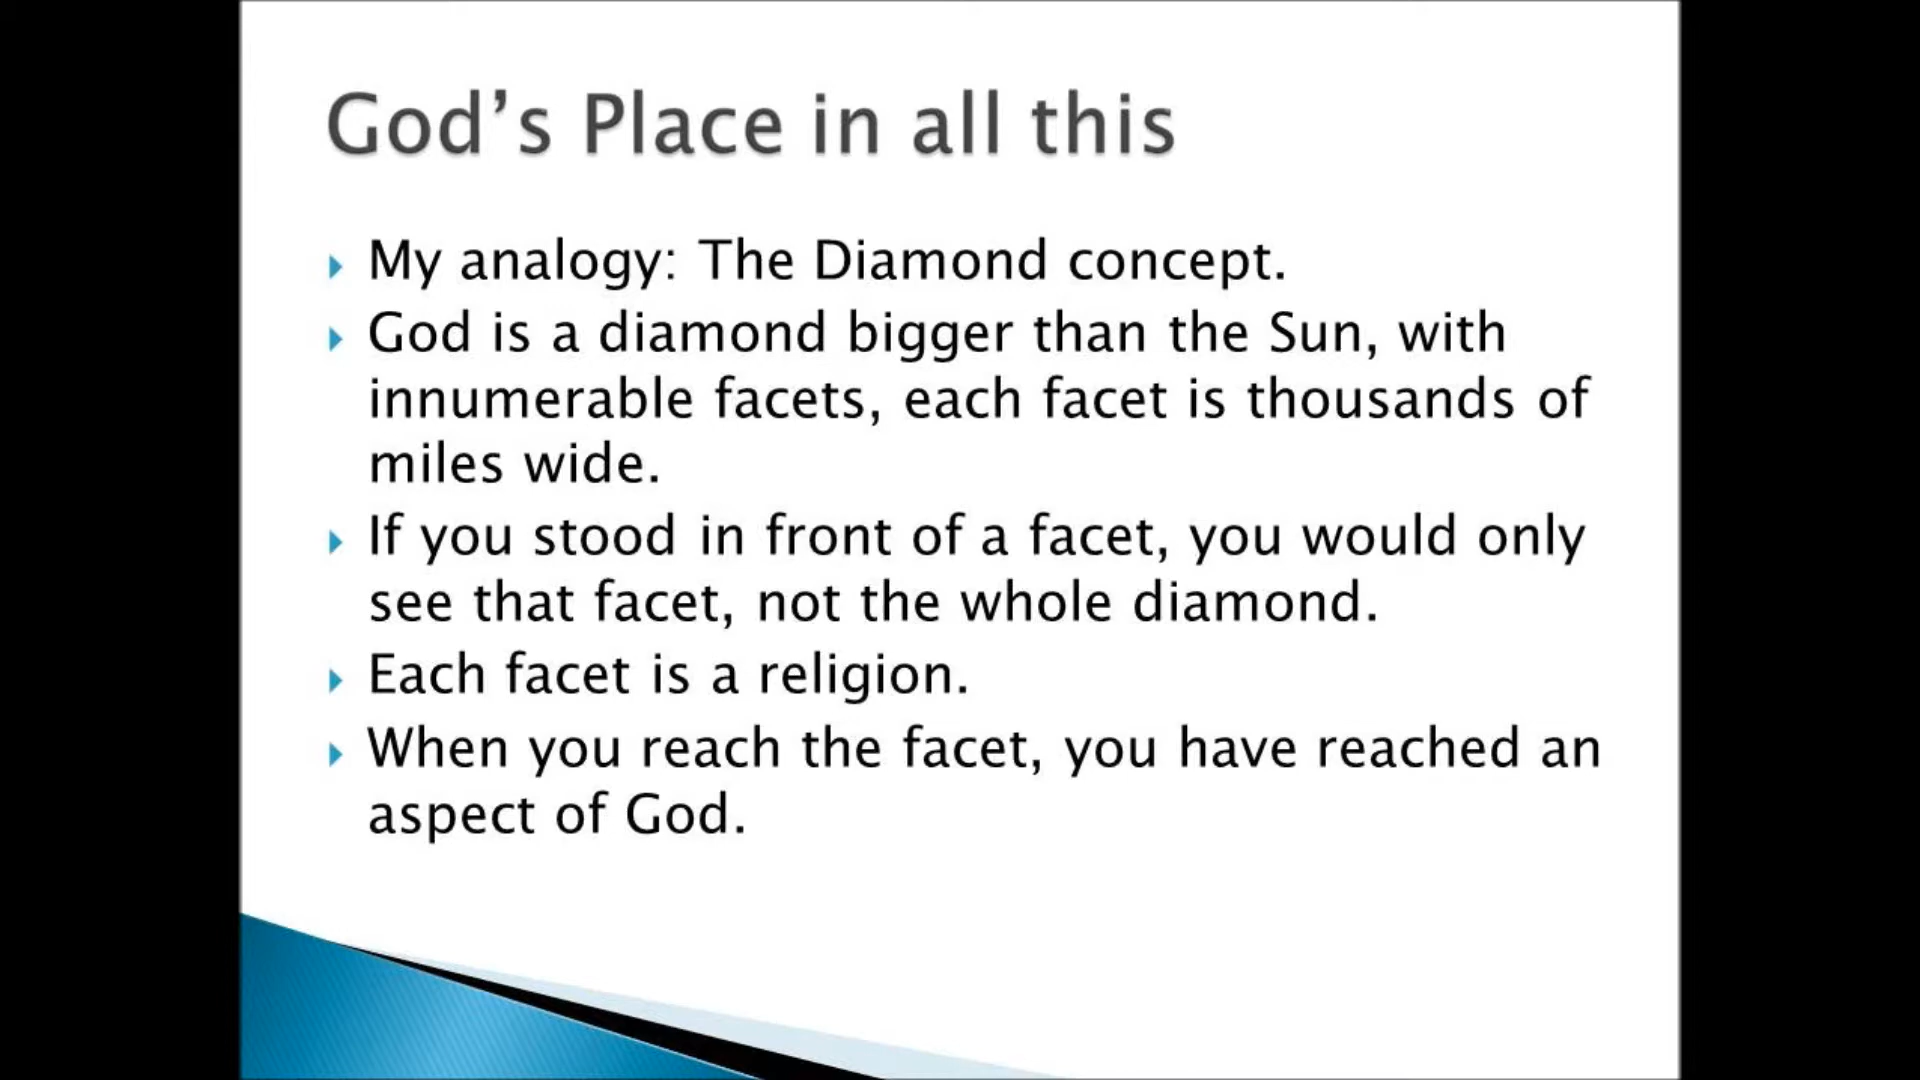 God’s Place in all this
My analogy: The Diamond concept.
God is a diamond bigger than the Sun, with
innumerable facets, each facet is thousands of
miles wide.
If you stood in front of a facet, you would only
see that facet, not the whole diamond.
Each facet is a religion.
When you reach the facet, you have reached an
aspect of God.